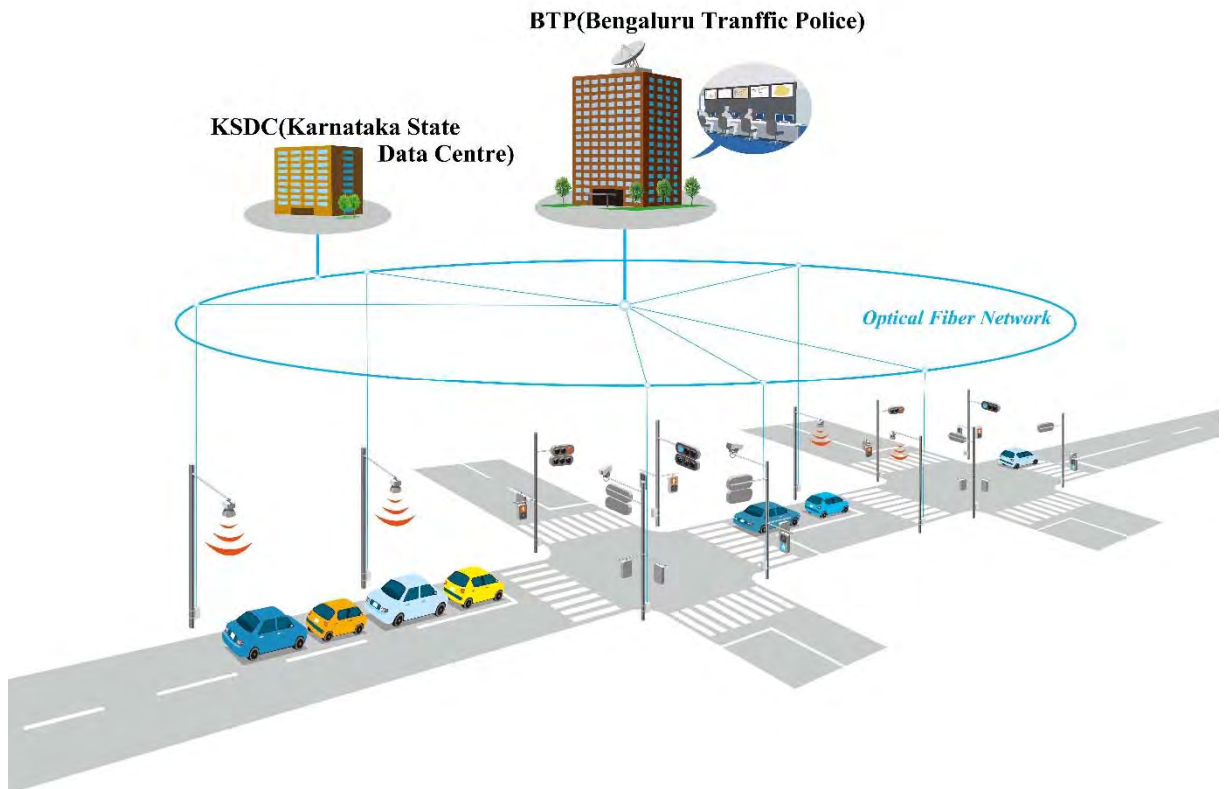 BTP(Bengaluru Tranffic Police)
KSDC(Karnataka State
Data Centre)
Optical Fiber Network